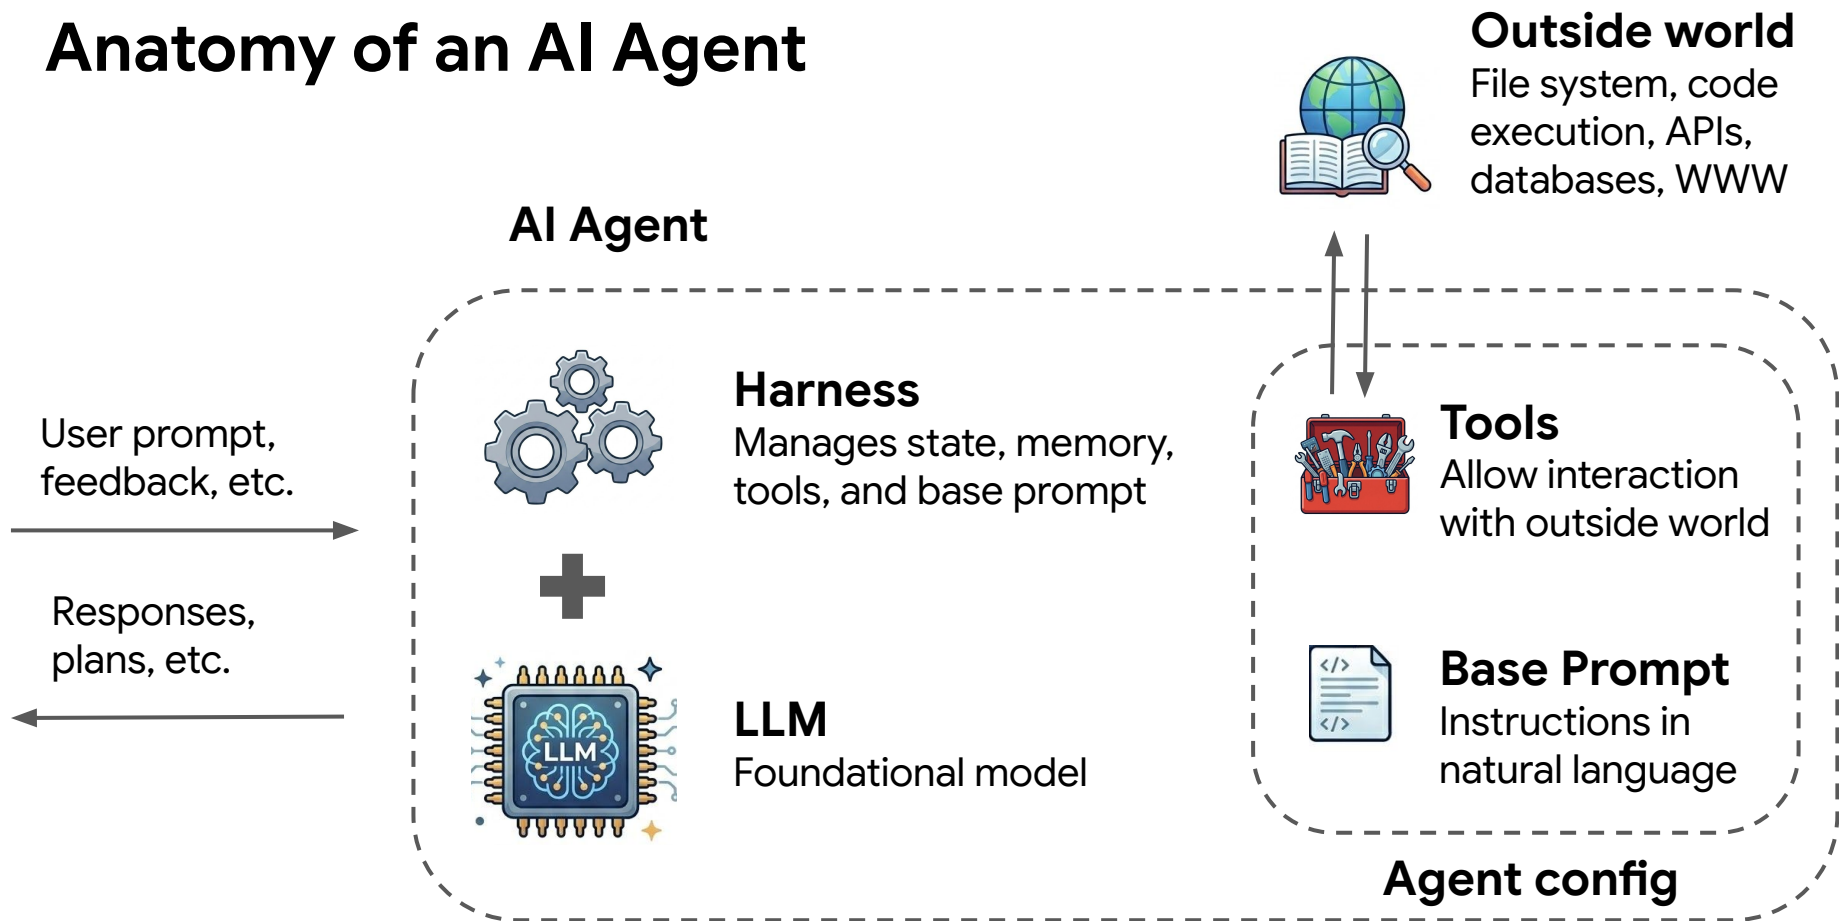 Anatomy of an AI Agent
Outside world
File system, code
execution, APIs,
databases, WWW
AI Agent
User prompt,
feedback, etc.
Responses,
plans, etc.
Harness
Manages state, memory,
tools, and base prompt
LLM
LLM
Foundational model
Tools
Allow interaction
with outside world
</>
</>
Base Prompt
Instructions in
natural language
Agent config